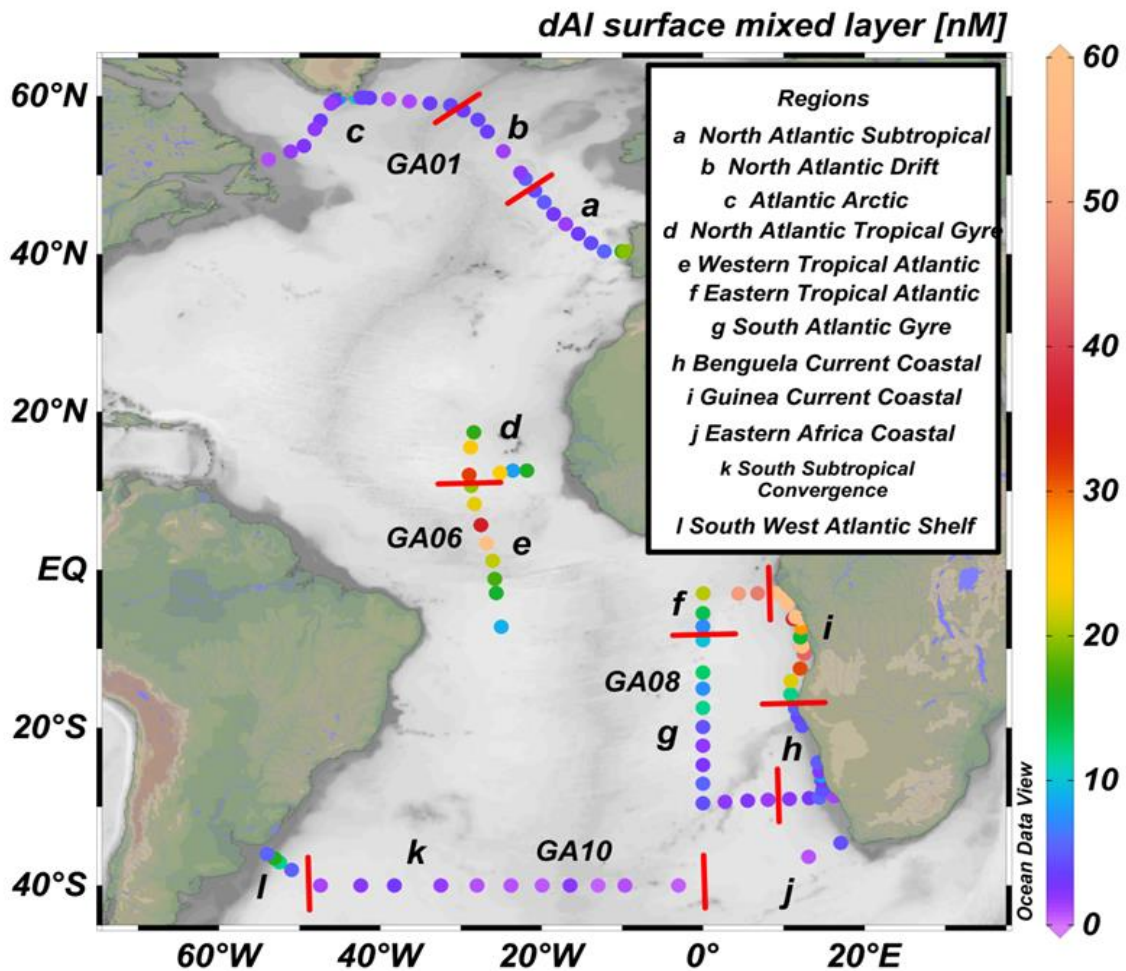 dAl surface mixed layer [nM]
60°N
40°N
20°N
EQ
20°S
40°S
60°W
40°W
20°W
0°
20°E
c
GA01
b
a
d
GA06
e
f
i
GA08
g
h
k
GA10
l
j
Regions
a North Atlantic Subtropical
b North Atlantic Drift
c Atlantic Arctic
d North Atlantic Tropical Gyre
e Western Tropical Atlantic
f Eastern Tropical Atlantic
g South Atlantic Gyre
h Benguela Current Coastal
i Guinea Current Coastal
j Eastern Africa Coastal
k South Subtropical
Convergence
l South West Atlantic Shelf
Ocean Data View
60
50
40
30
20
10
0